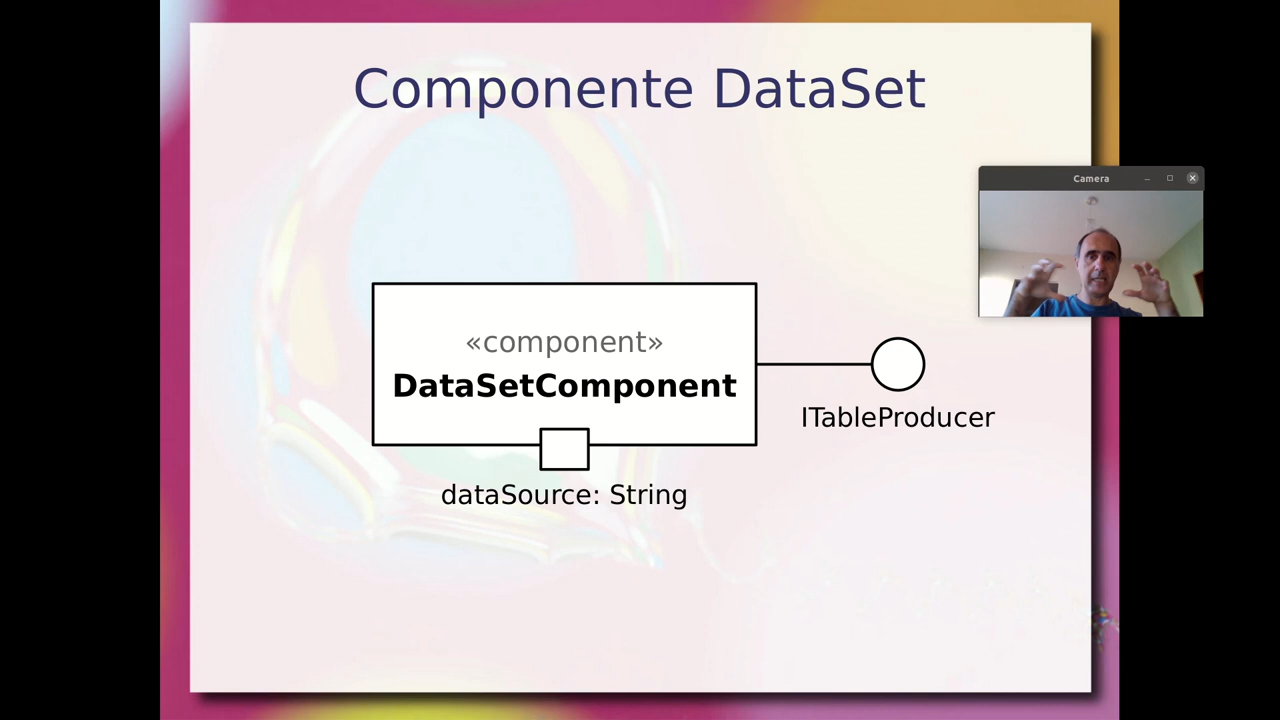 Componente DataSet
Camera
«component»
DataSetComponent
ITableProducer
dataSource: String